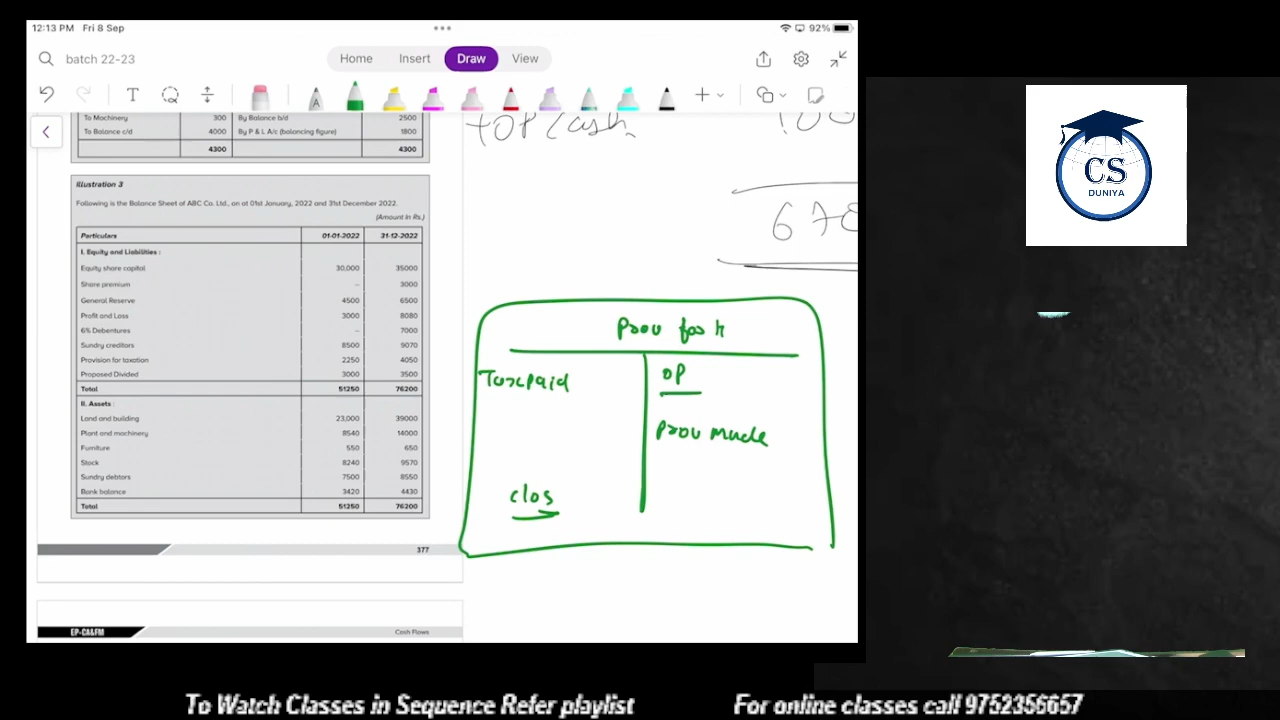 12:13 PM Fri 8 Sep
92%
batch 22-23
Home Insert Draw View
To Machinery 300 By Balance b/d 2500
To Balance c/d 4000 By P & L A/c (balancing figure) 1800
4300 4300
Illustration 3
Following is the Balance Sheet of ABC Co. Ltd., on at 01st January, 2022 and 31st December 2022.
(Amount In Rs.)
Particulars 01-01-2022 31-12-2022
I. Equity and Liabilities :
Equity share capital 30,000 35000
Share premium – 3000
General Reserve 4500 6500
Profit and Loss 3000 8080
6% Debentures – 7000
Sundry creditors 8500 9070
Provision for taxation 2250 4050
Proposed Divided 3000 3500
Total 51250 76200
II. Assets :
Land and building 23,000 39000
Plant and machinery 8540 14000
Furniture 550 650
Stock 8240 9570
Sundry debtors 7500 8550
Bank balance 3420 4430
Total 51250 76200
377
EP-CA&FM Cash Flows
+ OP Cash
678
Prov for
Tax paid OP
Prov made
clos
CS
DUNIYA
To Watch Classes in Sequence Refer playlist For online classes call 9752356657